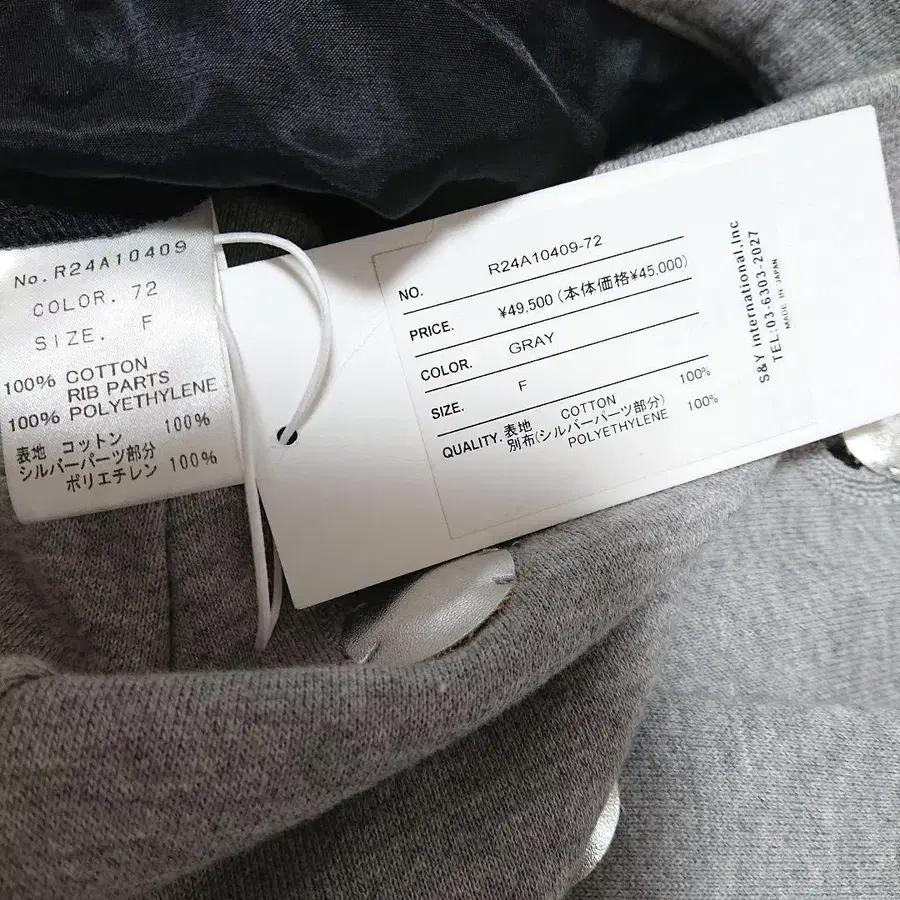 No. R24A10409
COLOR. 72
SIZE. F
100% COTTON
RIB PARTS
100% POLYETHYLENE
表地 コットン 100%
シルバーパーツ部分
ポリエチレン 100%
NO. R24A10409-72
PRICE. ¥49,500 (本体価格¥45,000)
COLOR. GRAY
SIZE. F
QUALITY. 表地 COTTON 100%
別布(シルバーパーツ部分)
POLYETHYLENE 100%
S&Y international.Inc
TEL:03-6303-2027
MADE IN JAPAN